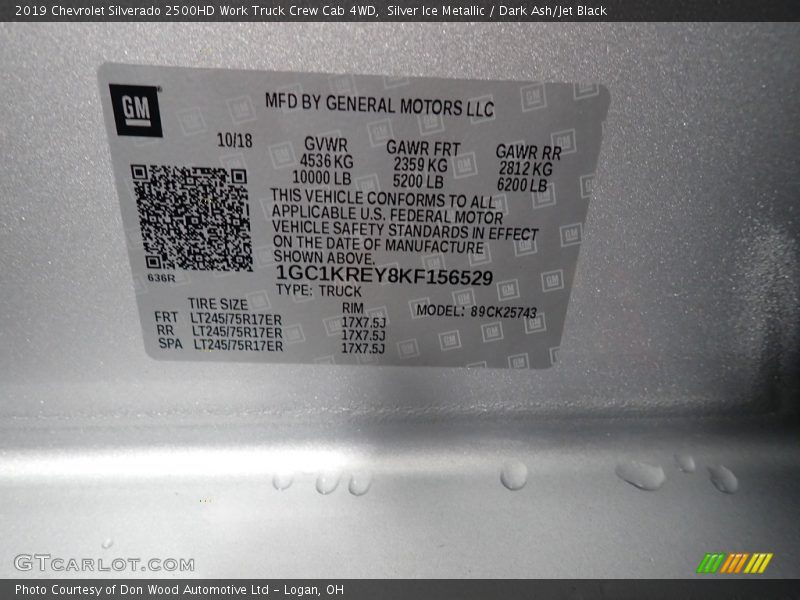 2019 Chevrolet Silverado 2500HD Work Truck Crew Cab 4WD,  Silver Ice Metallic / Dark Ash/Jet Black
GM
MFD BY GENERAL MOTORS LLC
10/18
GVWR GAWR FRT GAWR RR
4536 KG 2359 KG 2812 KG
10000 LB 5200 LB 6200 LB
THIS VEHICLE CONFORMS TO ALL
APPLICABLE U.S. FEDERAL MOTOR
VEHICLE SAFETY STANDARDS IN EFFECT
ON THE DATE OF MANUFACTURE
SHOWN ABOVE.
636R
1GC1KREY8KF156529
TYPE: TRUCK
TIRE SIZE RIM MODEL: 89CK25743
FRT LT245/75R17ER 17X7.5J
RR LT245/75R17ER 17X7.5J
SPA LT245/75R17ER 17X7.5J
GTCARLOT.COM
Photo Courtesy of Don Wood Automotive Ltd - Logan, OH